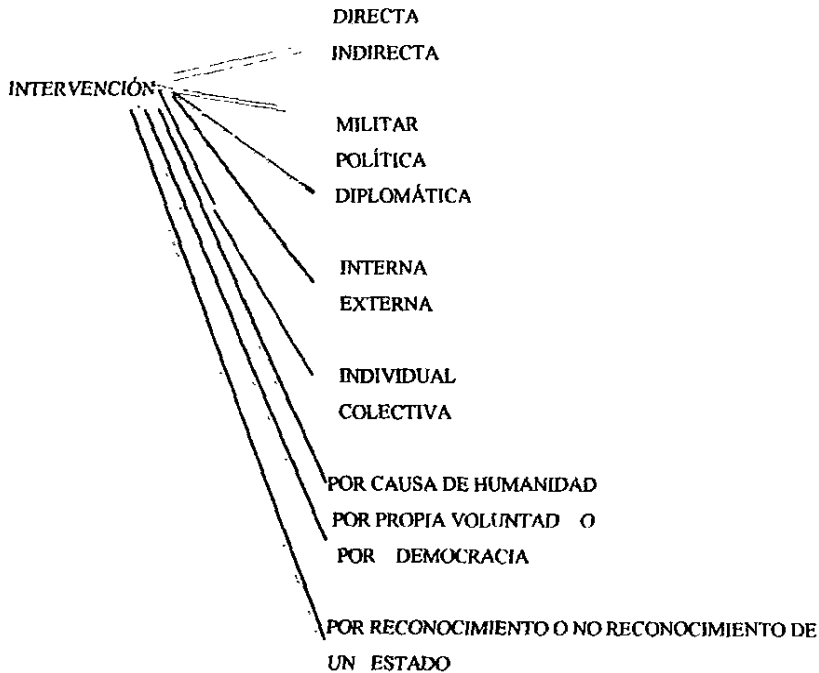 DIRECTA
INDIRECTA
INTERVENCIÓN
MILITAR
POLÍTICA
DIPLOMÁTICA
INTERNA
EXTERNA
INDIVIDUAL
COLECTIVA
POR CAUSA DE HUMANIDAD
POR PROPIA VOLUNTAD O
POR DEMOCRACIA
POR RECONOCIMIENTO O NO RECONOCIMIENTO DE
UN ESTADO